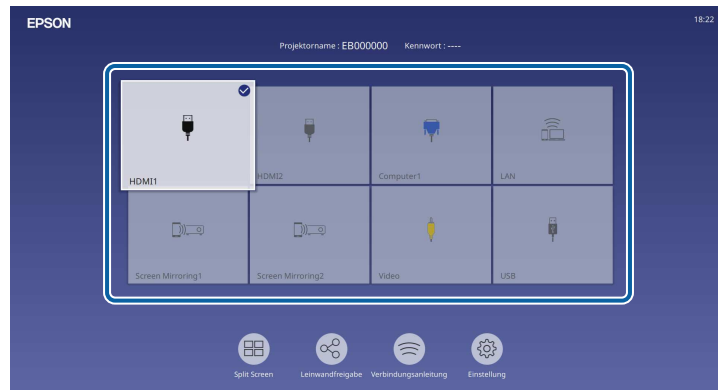 EPSON
18:22
Projektorname : EB000000 Kennwort : ----
HDMI1
HDMI2
Computer1
LAN
Screen Mirroring1
Screen Mirroring2
Video
USB
Split Screen
Leinwandfreigabe
Verbindungsanleitung
Einstellung